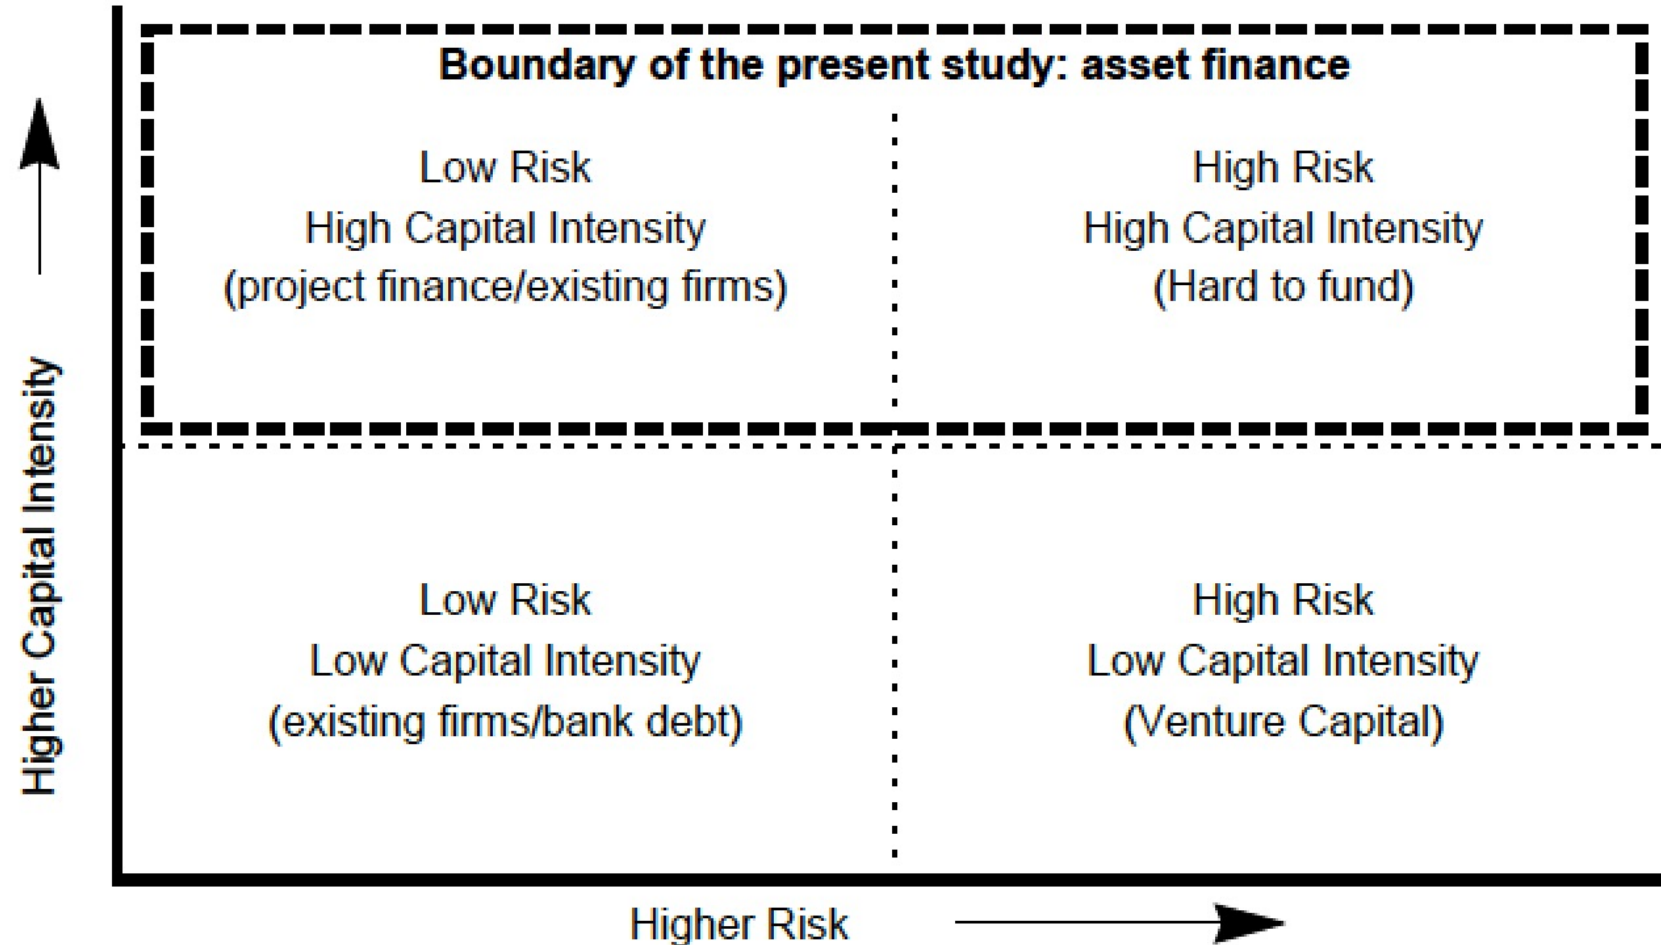 Boundary of the present study: asset finance
Low Risk
High Capital Intensity
(project finance/existing firms)
High Risk
High Capital Intensity
(Hard to fund)
Higher Capital Intensity
Low Risk
Low Capital Intensity
(existing firms/bank debt)
High Risk
Low Capital Intensity
(Venture Capital)
Higher Risk